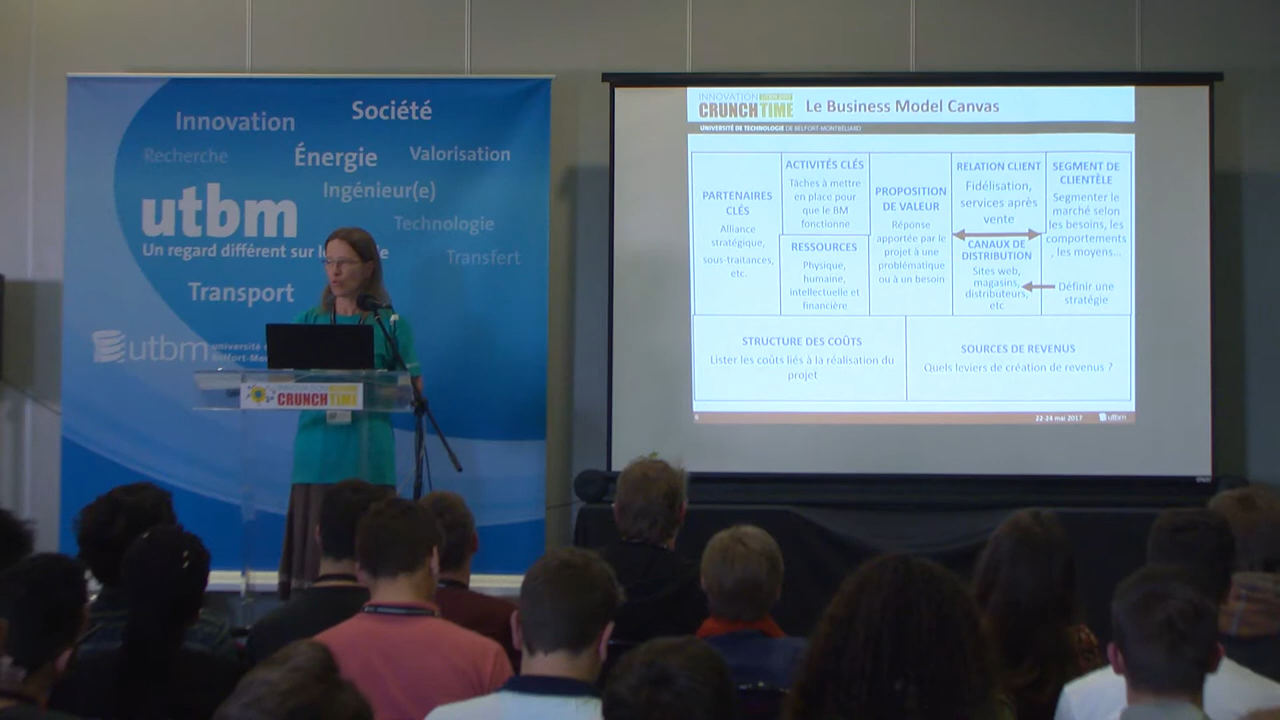 Société
Innovation
Recherche
Énergie
Valorisation
Ingénieur(e)
utbm
Technologie
Un regard différent sur l
e
Transfert
Transport
utbm
université
Belfort-Mo
CRUNCH TIME
INNOVATION
CRUNCH TIME
Le Business Model Canvas
UNIVERSITÉ DE TECHNOLOGIE DE BELFORT-MONTBÉLIARD
PARTENAIRES
CLÉS
Alliance
stratégique,
sous-traitances,
etc.
ACTIVITÉS CLÉS
Tâches à mettre
en place pour
que le BM
fonctionne
RESSOURCES
Physique,
humaine,
intellectuelle et
financière
PROPOSITION
DE VALEUR
Réponse
apportée par le
projet à une
problématique
ou à un besoin
RELATION CLIENT
Fidélisation,
services après
vente
CANAUX DE
DISTRIBUTION
Sites web,
magasins,
distributeurs,
etc
SEGMENT DE
CLIENTÈLE
Segmenter le
marché selon
les besoins, les
comportements
, les moyens...
Définir une
stratégie
STRUCTURE DES COÛTS
Lister les coûts liés à la réalisation du
projet
SOURCES DE REVENUS
Quels leviers de création de revenus ?
22-24 mai 2017
utbm